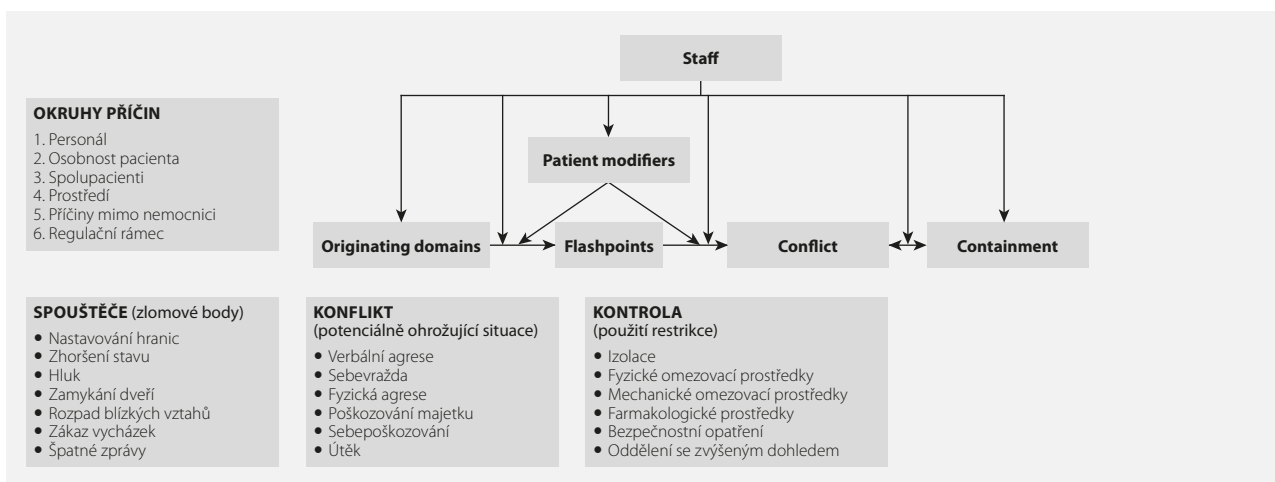 Staff
OKRUHY PŘÍČIN
1. Personál
2. Osobnost pacienta
3. Spolupacienti
4. Prostředí
5. Příčiny mimo nemocnici
6. Regulační rámec
Patient modifiers
Originating domains
Flashpoints
Conflict
Containment
SPOUŠTĚČE (zlomové body)
• Nastavování hranic
• Zhoršení stavu
• Hluk
• Zamykání dveří
• Rozpad blízkých vztahů
• Zákaz vycházek
• Špatné zprávy
KONFLIKT
(potenciálně ohrožující situace)
• Verbální agrese
• Sebevražda
• Fyzická agrese
• Poškozování majetku
• Sebepoškozování
• Útěk
KONTROLA
(použití restrikce)
• Izolace
• Fyzické omezovací prostředky
• Mechanické omezovací prostředky
• Farmakologické prostředky
• Bezpečnostní opatření
• Oddělení se zvýšeným dohledem